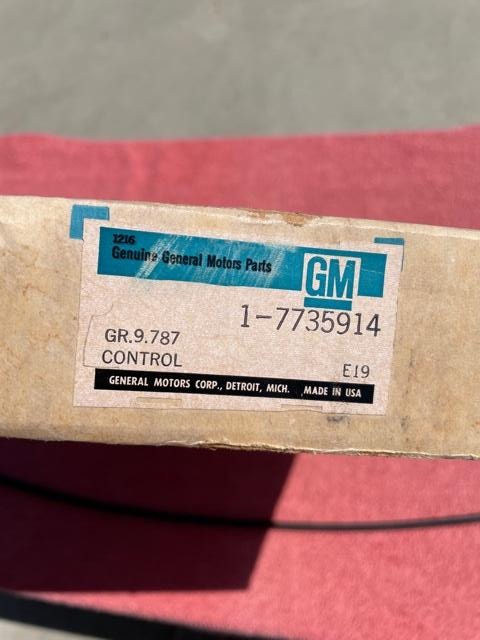 1216
Genuine General Motors Parts
GM
1-7735914
GR.9.787
CONTROL
E19
GENERAL MOTORS CORP., DETROIT, MICH. MADE IN USA